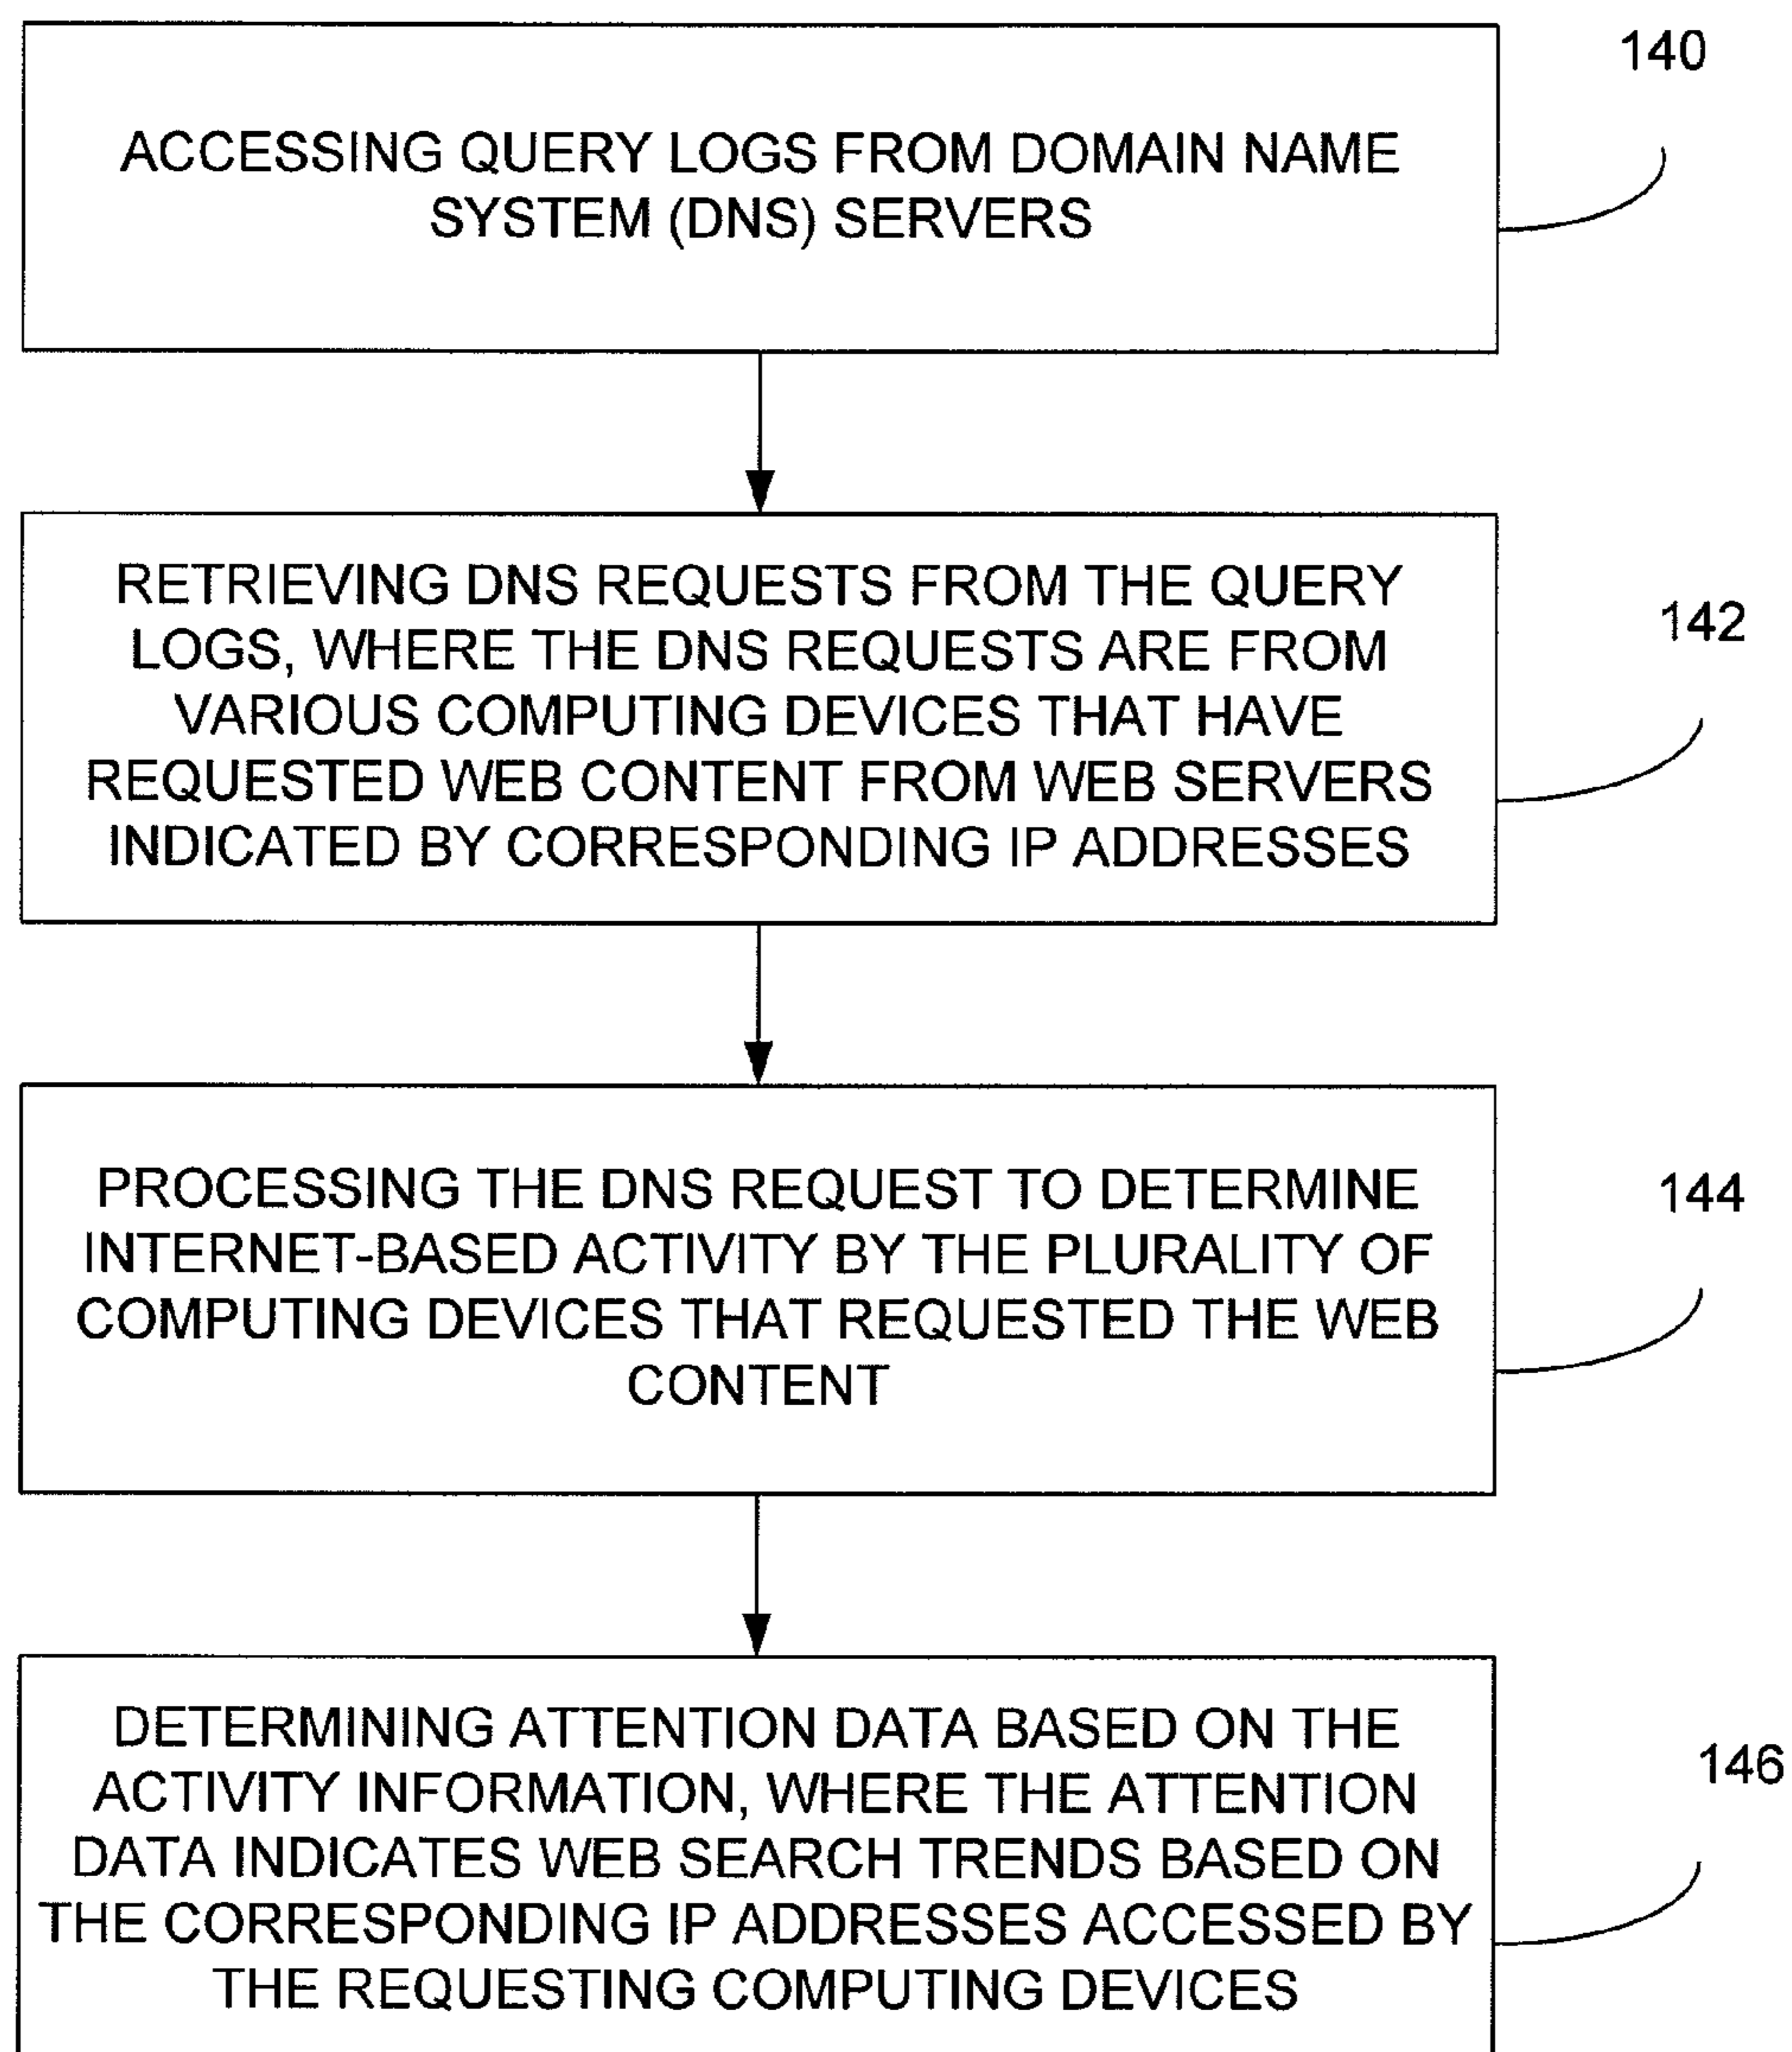 140
ACCESSING QUERY LOGS FROM DOMAIN NAME
SYSTEM (DNS) SERVERS
RETRIEVING DNS REQUESTS FROM THE QUERY
LOGS, WHERE THE DNS REQUESTS ARE FROM
VARIOUS COMPUTING DEVICES THAT HAVE
REQUESTED WEB CONTENT FROM WEB SERVERS
INDICATED BY CORRESPONDING IP ADDRESSES
142
PROCESSING THE DNS REQUEST TO DETERMINE
INTERNET-BASED ACTIVITY BY THE PLURALITY OF
COMPUTING DEVICES THAT REQUESTED THE WEB
CONTENT
144
DETERMINING ATTENTION DATA BASED ON THE
ACTIVITY INFORMATION, WHERE THE ATTENTION
DATA INDICATES WEB SEARCH TRENDS BASED ON
THE CORRESPONDING IP ADDRESSES ACCESSED BY
THE REQUESTING COMPUTING DEVICES
146